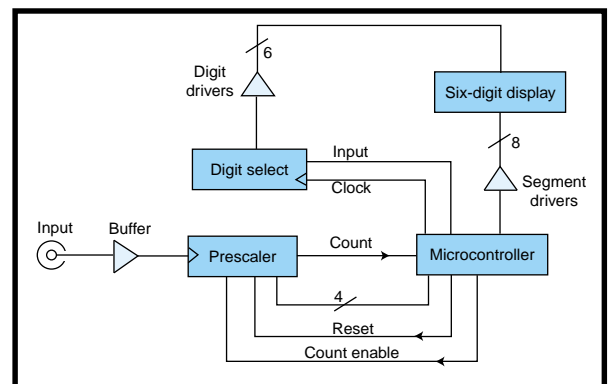 6
Digit
drivers
Six-digit display
8
Input
Digit select
Clock
Segment
drivers
Input
Buffer
Prescaler
Count
Microcontroller
4
Reset
Count enable